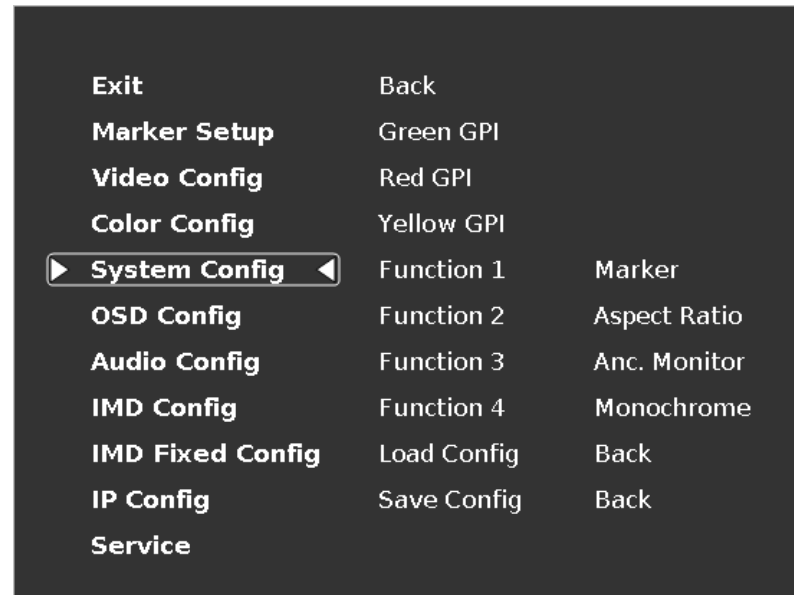 Exit Back
Marker Setup Green GPI
Video Config Red GPI
Color Config Yellow GPI
System Config Function 1 Marker
OSD Config Function 2 Aspect Ratio
Audio Config Function 3 Anc. Monitor
IMD Config Function 4 Monochrome
IMD Fixed Config Load Config Back
IP Config Save Config Back
Service